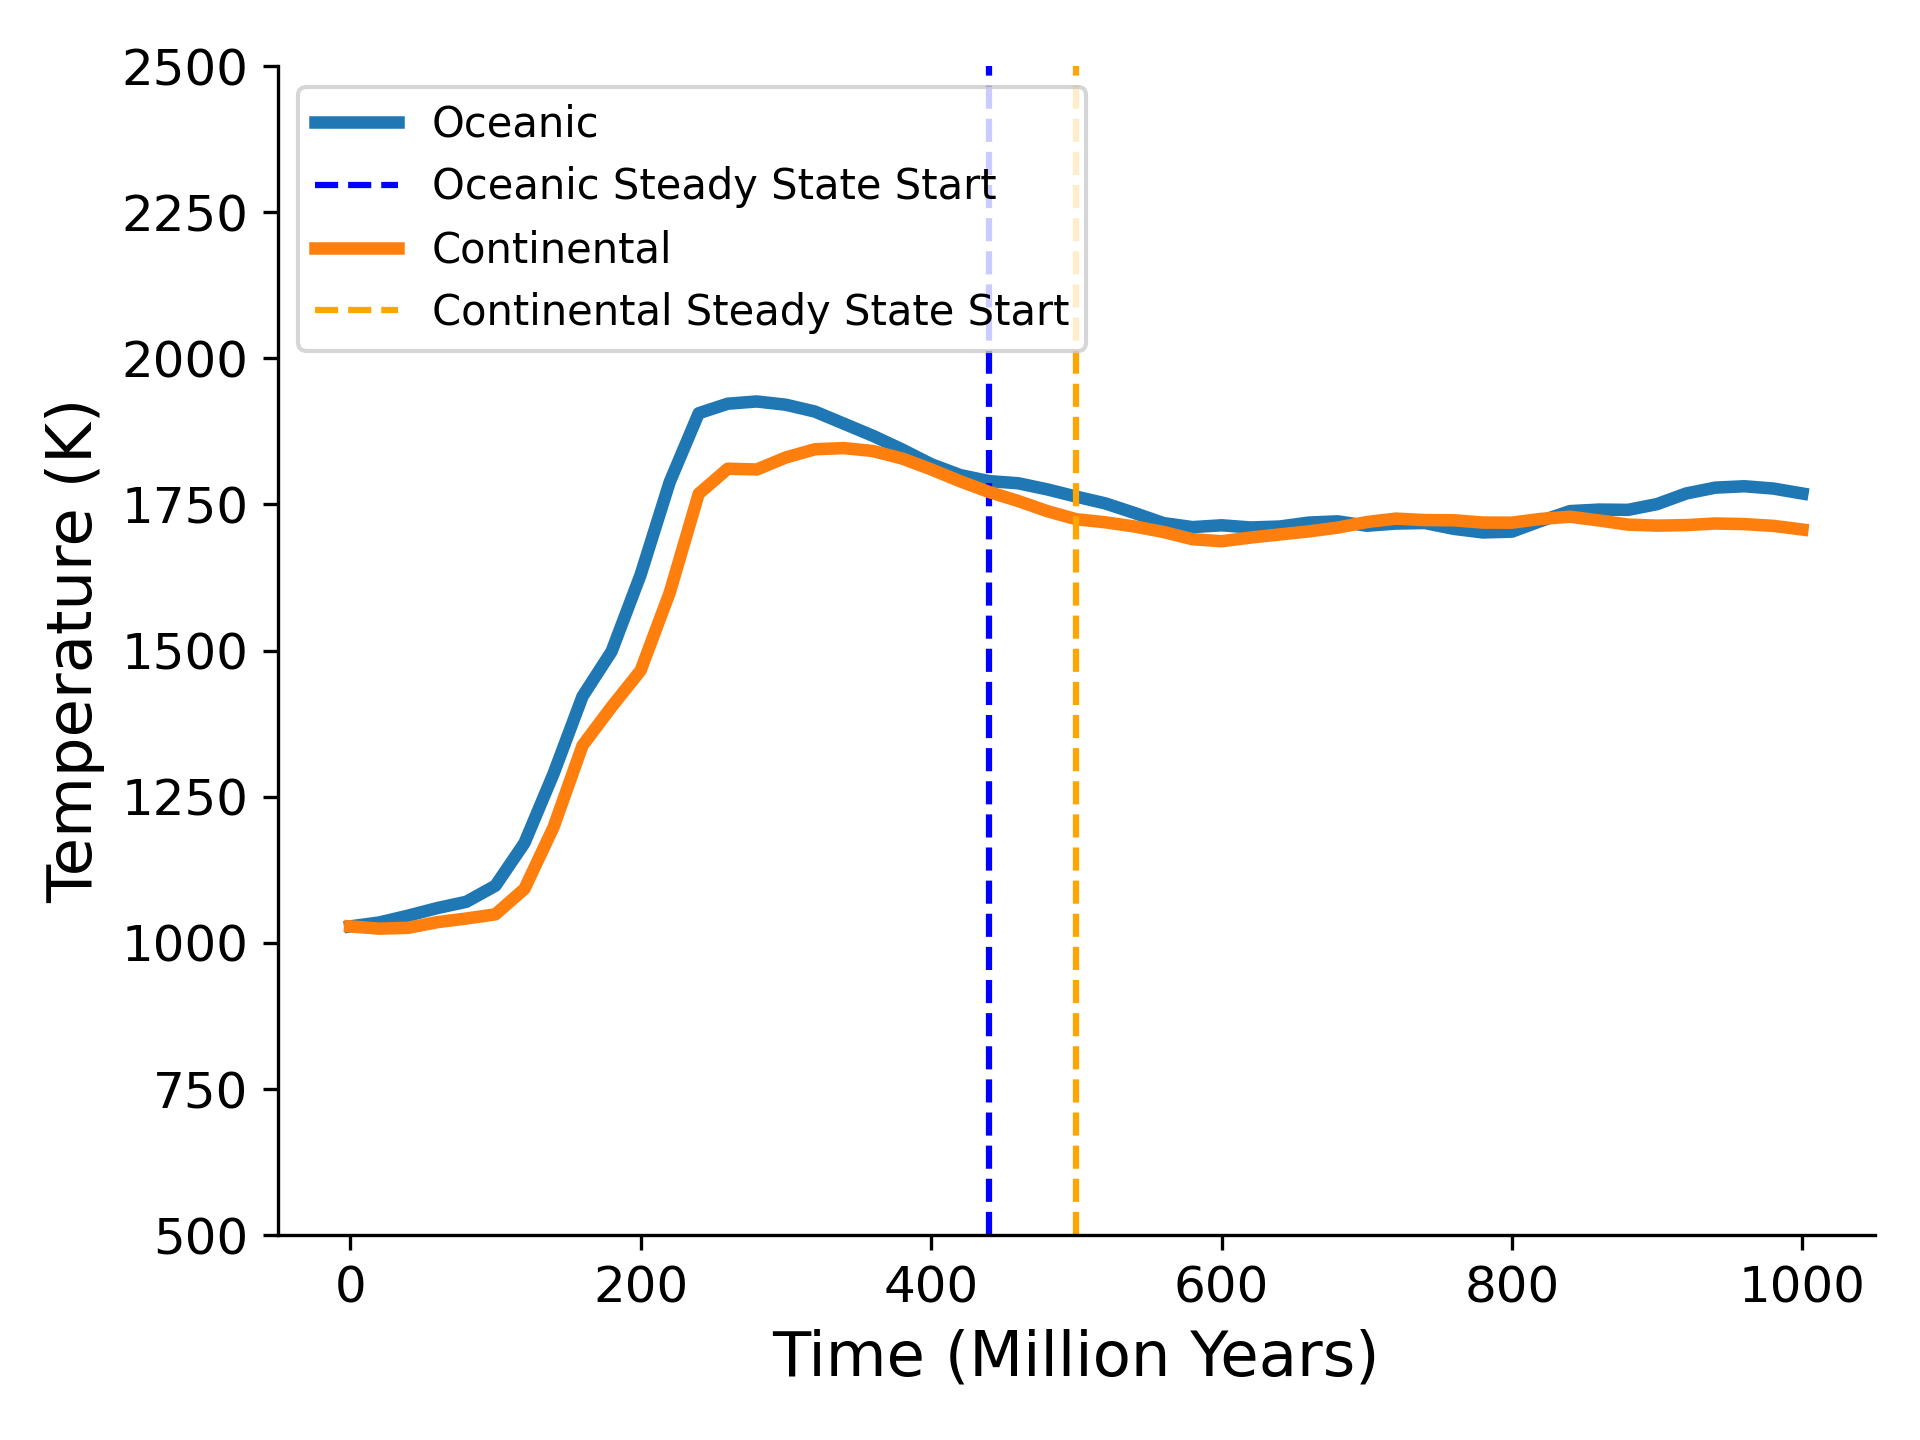 2500
2250
2000
1750
1500
1250
1000
750
500
Temperature (K)
Oceanic
Oceanic Steady State Start
Continental
Continental Steady State Start
0 200 400 600 800 1000
Time (Million Years)